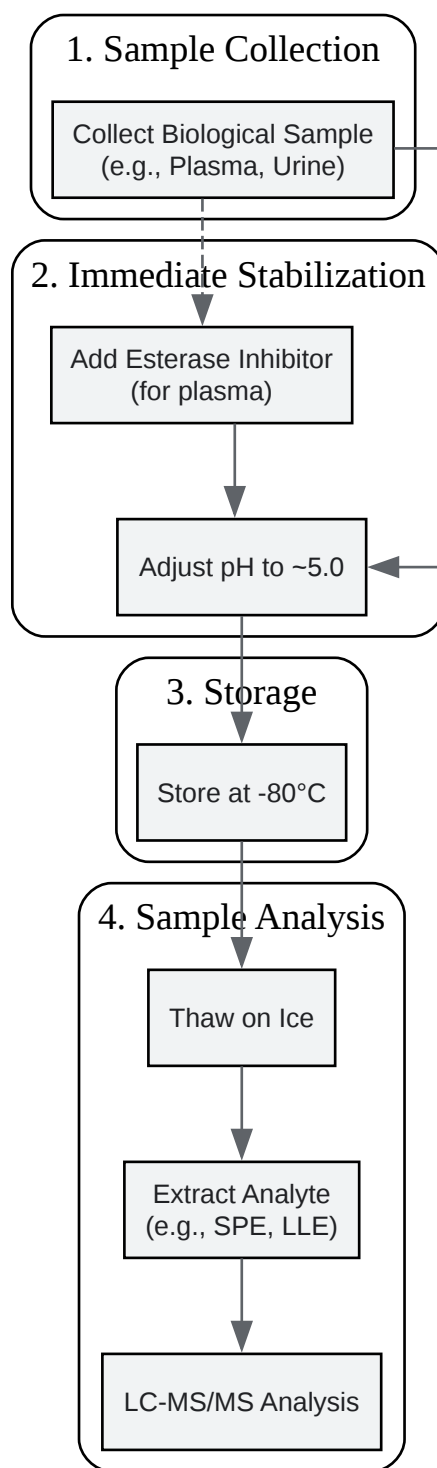 1. Sample Collection
Collect Biological Sample
(e.g., Plasma, Urine)
2. Immediate Stabilization
Add Esterase Inhibitor
(for plasma)
Adjust pH to ~5.0
3. Storage
Store at -80°C
4. Sample Analysis
Thaw on Ice
Extract Analyte
(e.g., SPE, LLE)
LC-MS/MS Analysis